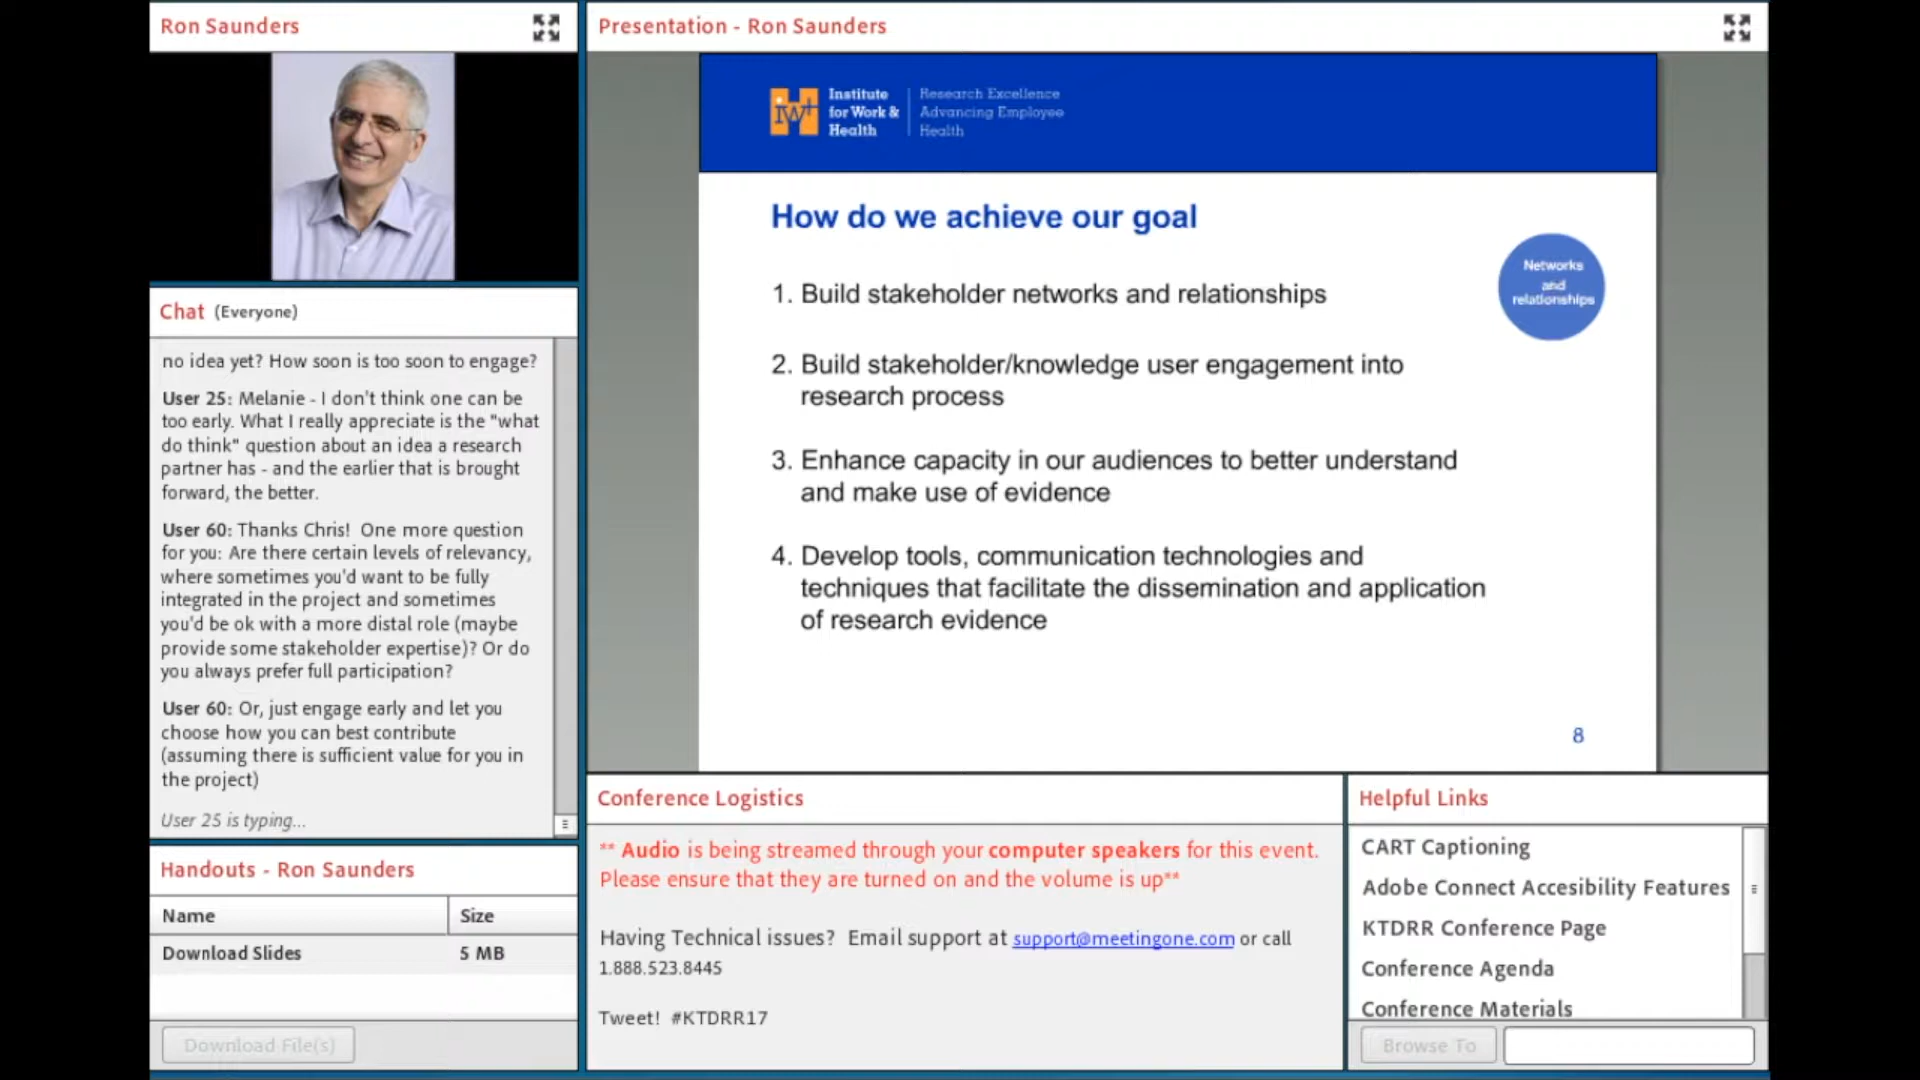 Ron Saunders
Chat (Everyone)
no idea yet? How soon is too soon to engage?
User 25: Melanie - I don't think one can be
too early. What I really appreciate is the "what
do think" question about an idea a research
partner has - and the earlier that is brought
forward, the better.
User 60: Thanks Chris!  One more question
for you: Are there certain levels of relevancy,
where sometimes you'd want to be fully
integrated in the project and sometimes
you'd be ok with a more distal role (maybe
provide some stakeholder expertise)? Or do
you always prefer full participation?
User 60: Or, just engage early and let you
choose how you can best contribute
(assuming there is sufficient value for you in
the project)
User 25 is typing...
Handouts - Ron Saunders
Name Size
Download Slides 5 MB
Download File(s)
Presentation - Ron Saunders
iw+
Institute
for Work &
Health
Research Excellence
Advancing Employee
Health
How do we achieve our goal
Networks
and
relationships
1. Build stakeholder networks and relationships
2. Build stakeholder/knowledge user engagement into
research process
3. Enhance capacity in our audiences to better understand
and make use of evidence
4. Develop tools, communication technologies and
techniques that facilitate the dissemination and application
of research evidence
8
Conference Logistics
** Audio is being streamed through your computer speakers for this event.
Please ensure that they are turned on and the volume is up**
Having Technical issues?  Email support at support@meetingone.com or call
1.888.523.8445
Tweet!  #KTDRR17
Helpful Links
CART Captioning
Adobe Connect Accesibility Features
KTDRR Conference Page
Conference Agenda
Conference Materials
Browse To